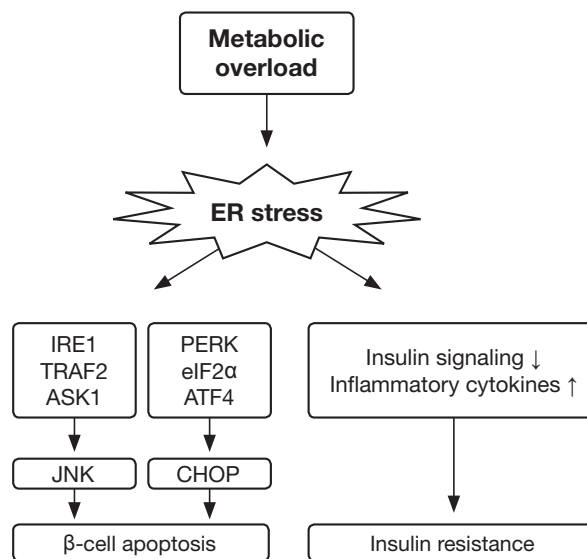 Metabolic
overload
ER stress
IRE1
TRAF2
ASK1
PERK
eIF2α
ATF4
Insulin signaling ↓
Inflammatory cytokines ↑
JNK
CHOP
β-cell apoptosis
Insulin resistance